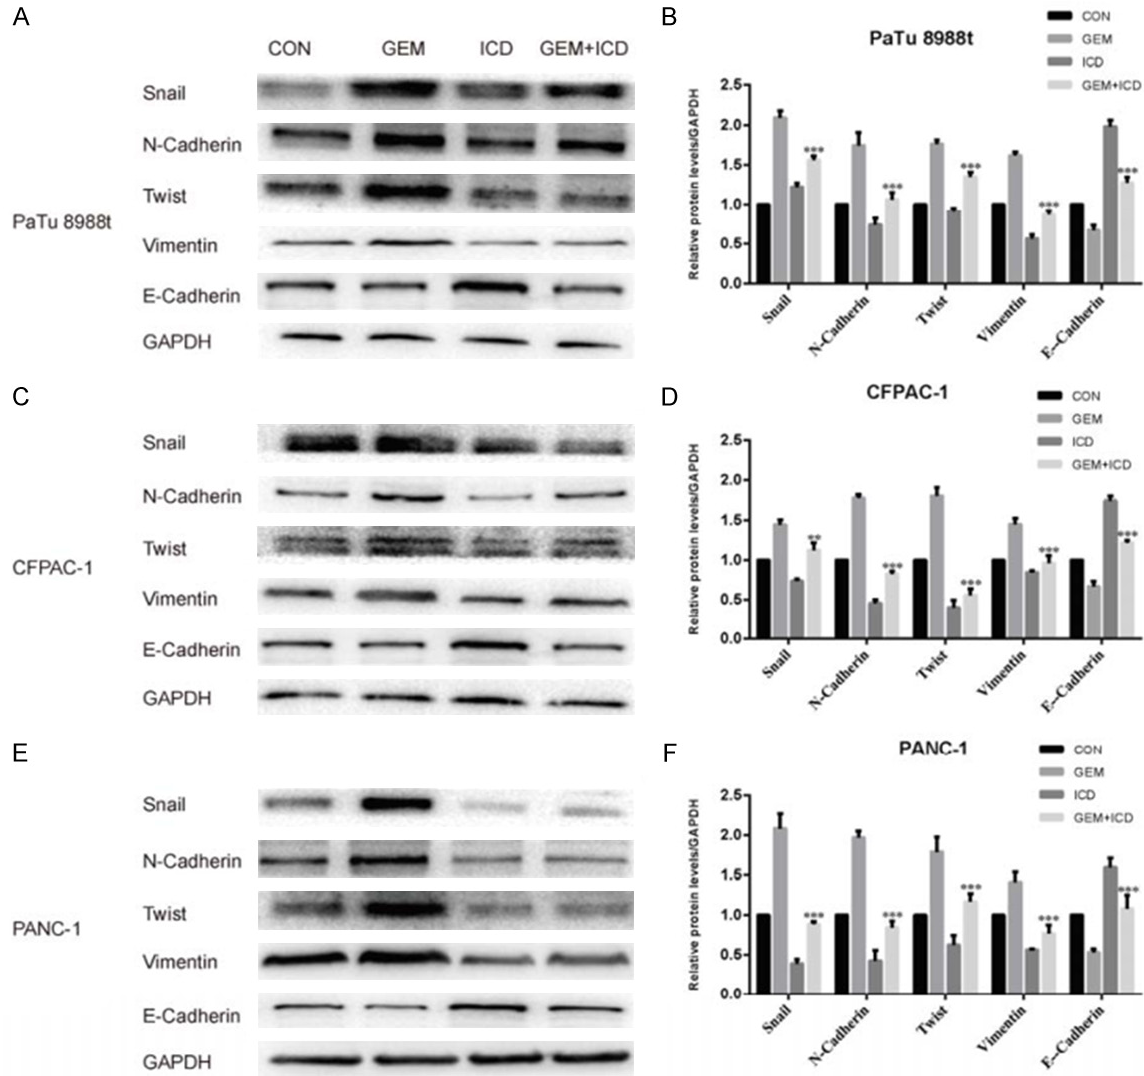 A
CON GEM ICD GEM+ICD
Snail
N-Cadherin
Twist
PaTu 8988t
Vimentin
E-Cadherin
GAPDH
B
PaTu 8988t
CON
GEM
ICD
GEM+ICD
Relative protein levels/GAPDH
2.5
2.0
1.5
1.0
0.5
0.0
*** *** *** *** ***
Snail N-Cadherin Twist Vimentin E--Cadherin
C
Snail
N-Cadherin
Twist
CFPAC-1
Vimentin
E-Cadherin
GAPDH
D
CFPAC-1
CON
GEM
ICD
GEM+ICD
Relative protein levels/GAPDH
2.5
2.0
1.5
1.0
0.5
0.0
** *** *** *** ***
Snail N-Cadherin Twist Vimentin E--Cadherin
E
Snail
N-Cadherin
Twist
PANC-1
Vimentin
E-Cadherin
GAPDH
F
PANC-1
CON
GEM
ICD
GEM+ICD
Relative protein levels/GAPDH
2.5
2.0
1.5
1.0
0.5
0.0
*** *** *** *** ***
Snail N-Cadherin Twist Vimentin E--Cadherin